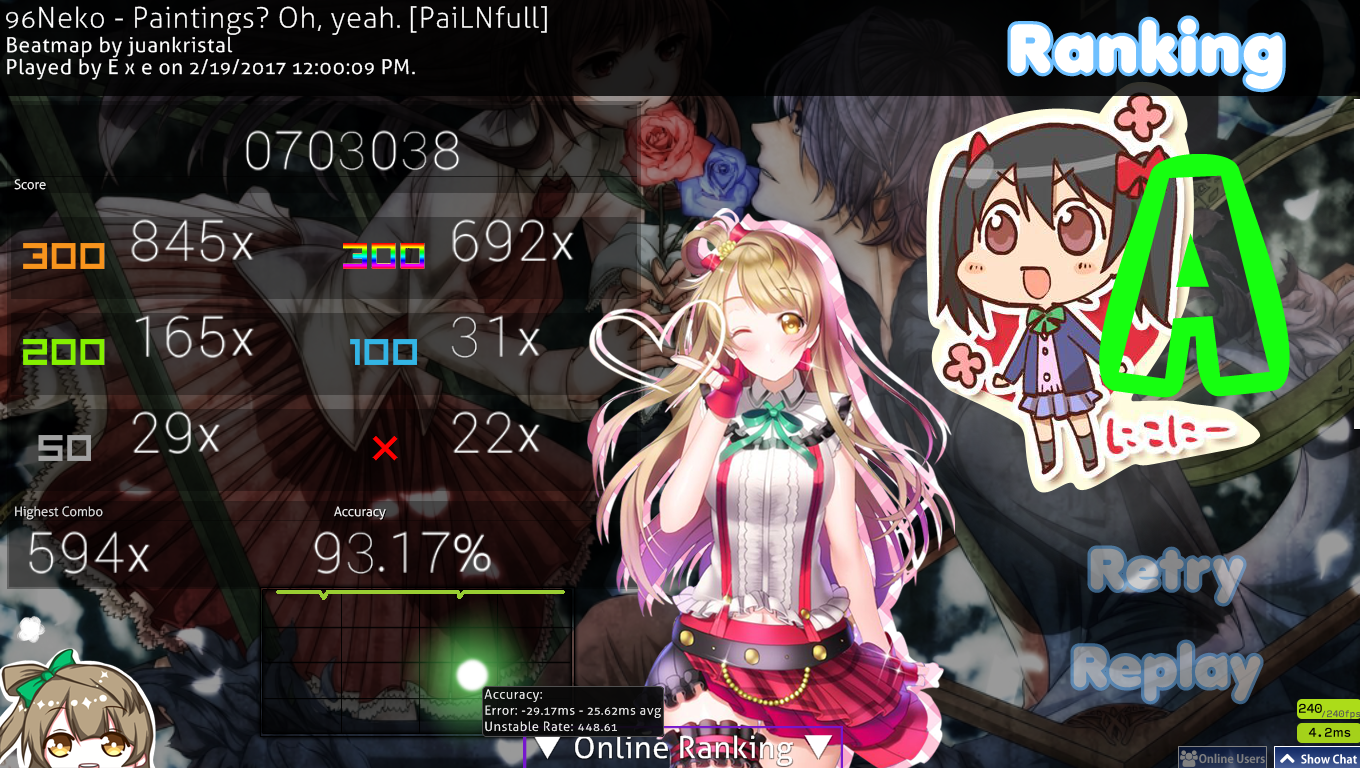 96Neko - Paintings? Oh, yeah. [PaiLNfull]
Beatmap by juankristal
Played by E x e on 2/19/2017 12:00:09 PM.
Ranking
0703038
Score
300 845x 300 692x
200 165x 100 31x
50 29x 22x
A
にこにー
Highest Combo Accuracy
594x 93.17%
Retry
Replay
Accuracy:
Error: -29.17ms - 25.62ms avg
Unstable Rate: 448.61
Online Ranking
240/240fps
4.2ms
Online Users Show Chat